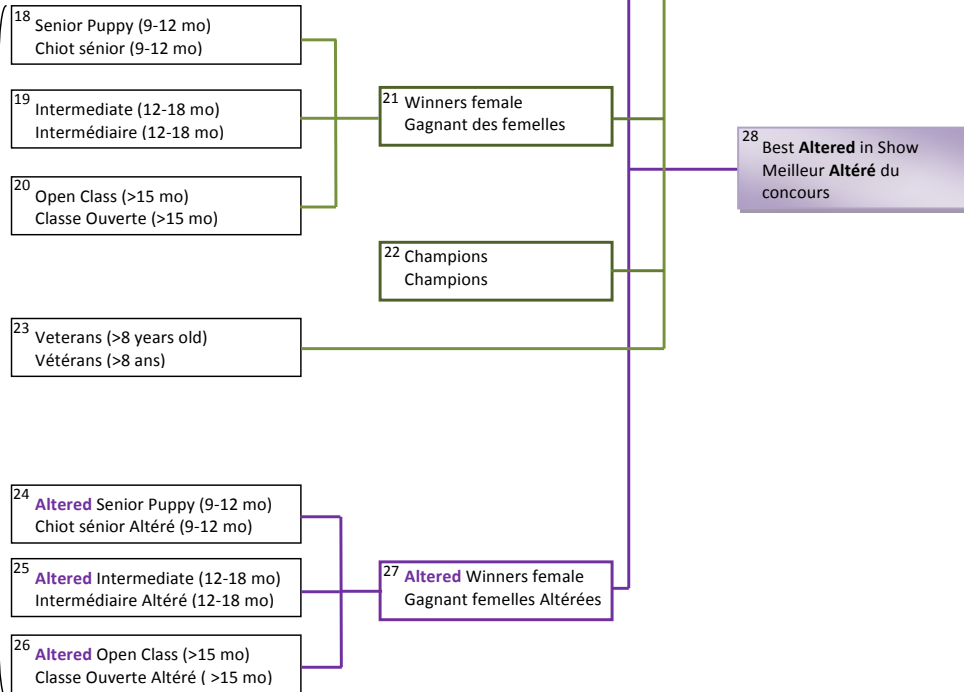 18 Senior Puppy (9-12 mo)
Chiot sénior (9-12 mo)
19 Intermediate (12-18 mo)
Intermédiaire (12-18 mo)
20 Open Class (>15 mo)
Classe Ouverte (>15 mo)
21 Winners female
Gagnant des femelles
22 Champions
Champions
23 Veterans (>8 years old)
Vétérans (>8 ans)
24 Altered Senior Puppy (9-12 mo)
Chiot sénior Altéré (9-12 mo)
25 Altered Intermediate (12-18 mo)
Intermédiaire Altéré (12-18 mo)
26 Altered Open Class (>15 mo)
Classe Ouverte Altéré ( >15 mo)
27 Altered Winners female
Gagnant femelles Altérées
28 Best Altered in Show
Meilleur Altéré du
concours